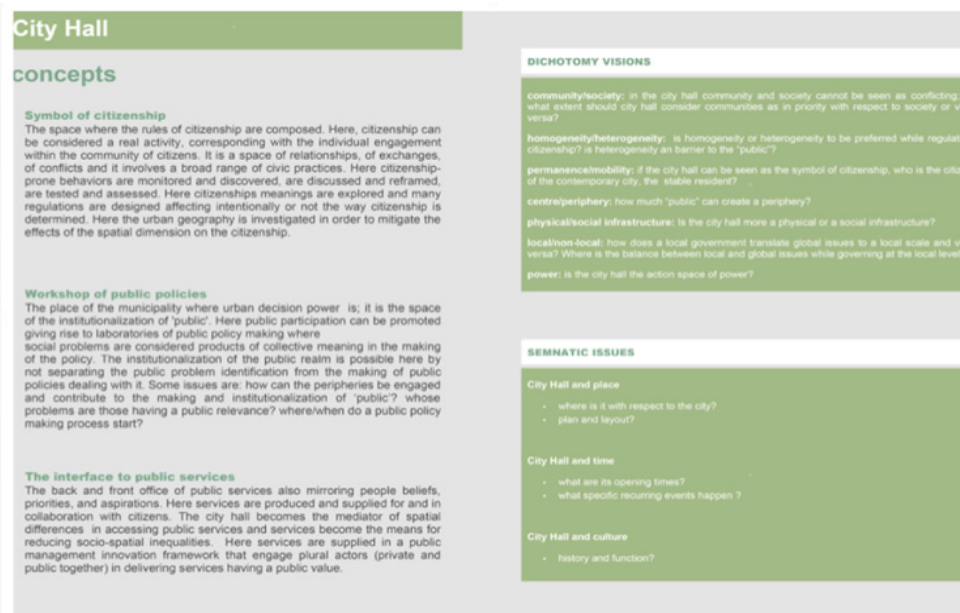 City Hall
concepts
Symbol of citizenship
The space where the rules of citizenship are composed. Here, citizenship can
be considered a real activity, corresponding with the individual engagement
within the community of citizens. It is a space of relationships, of exchanges,
of conflicts and it involves a broad range of civic practices. Here citizenship-
prone behaviors are monitored and discovered, are discussed and reframed,
are tested and assessed. Here citizenships meanings are explored and many
regulations are designed affecting intentionally or not the way citizenship is
determined. Here the urban geography is investigated in order to mitigate the
effects of the spatial dimension on the citizenship.
Workshop of public policies
The place of the municipality where urban decision power is; it is the space
of the institutionalization of 'public'. Here public participation can be promoted
giving rise to laboratories of public policy making where
social problems are considered products of collective meaning in the making
of the policy. The institutionalization of the public realm is possible here by
not separating the public problem identification from the making of public
policies dealing with it. Some issues are: how can the peripheries be engaged
and contribute to the making and institutionalization of 'public'? whose
problems are those having a public relevance? where/when do a public policy
making process start?
The interface to public services
The back and front office of public services also mirroring people beliefs,
priorities, and aspirations. Here services are produced and supplied for and in
collaboration with citizens. The city hall becomes the mediator of spatial
differences in accessing public services and services become the means for
reducing socio-spatial inequalities. Here services are supplied in a public
management innovation framework that engage plural actors (private and
public together) in delivering services having a public value.
DICHOTOMY VISIONS
community/society: in the city hall community and society cannot be seen as conflicting:
what extent should city hall consider communities as in priority with respect to society or v
versa?
homogeneity/heterogeneity: is homogeneity or heterogeneity to be preferred while regulat
citizenship? is heterogeneity an barrier to the "public"?
permanence/mobility: if the city hall can be seen as the symbol of citizenship, who is the citiz
of the contemporary city, the stable resident?
centre/periphery: how much "public" can create a periphery?
physical/social infrastructure: Is the city hall more a physical or a social infrastructure?
local/non-local: how does a local government translate global issues to a local scale and v
versa? Where is the balance between local and global issues while governing at the local level
power: is the city hall the action space of power?
SEMNATIC ISSUES
City Hall and place
• where is it with respect to the city?
• plan and layout?
City Hall and time
• what are its opening times?
• what specific recurring events happen ?
City Hall and culture
• history and function?